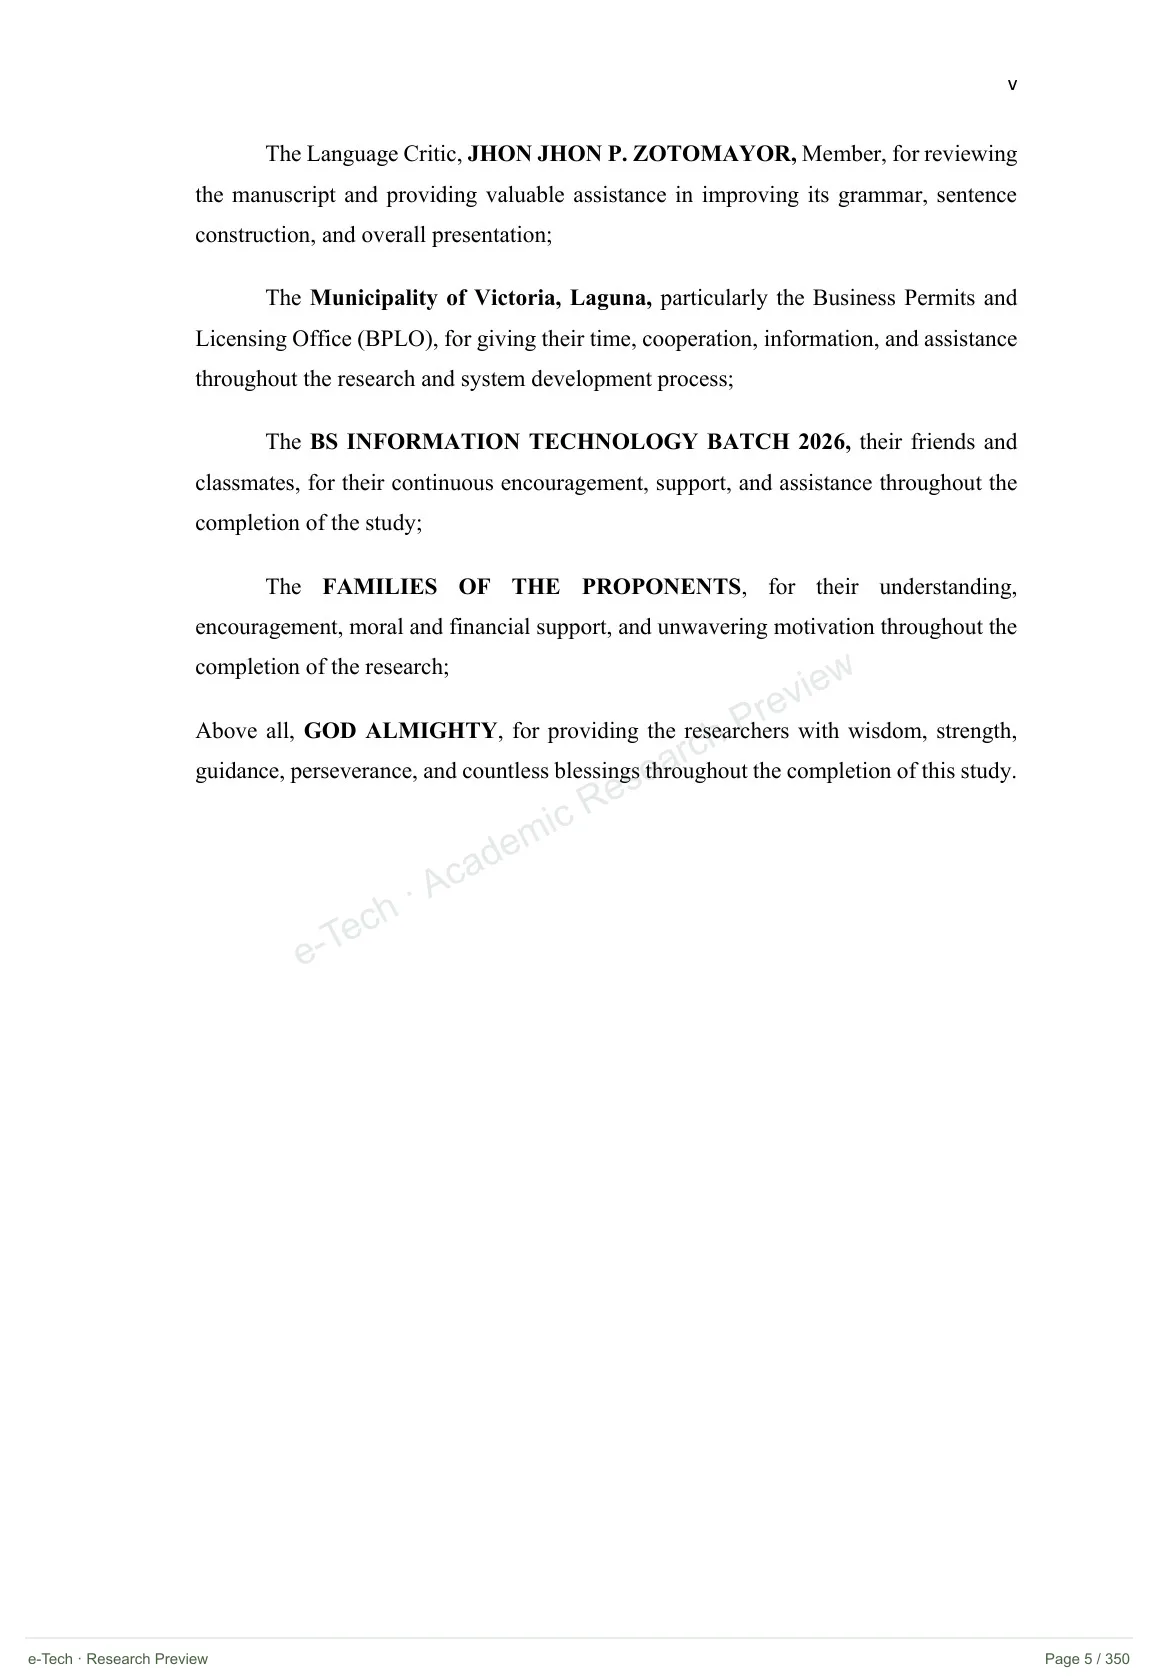 v
The Language Critic, JHON JHON P. ZOTOMAYOR, Member, for reviewing
the manuscript and providing valuable assistance in improving its grammar, sentence
construction, and overall presentation;
The Municipality of Victoria, Laguna, particularly the Business Permits and
Licensing Office (BPLO), for giving their time, cooperation, information, and assistance
throughout the research and system development process;
The BS INFORMATION TECHNOLOGY BATCH 2026, their friends and
classmates, for their continuous encouragement, support, and assistance throughout the
completion of the study;
The FAMILIES OF THE PROPONENTS, for their understanding,
encouragement, moral and financial support, and unwavering motivation throughout the
completion of the research;
Above all, GOD ALMIGHTY, for providing the researchers with wisdom, strength,
guidance, perseverance, and countless blessings throughout the completion of this study.
e-Tech · Academic Research Preview
e-Tech · Research Preview
Page 5 / 350